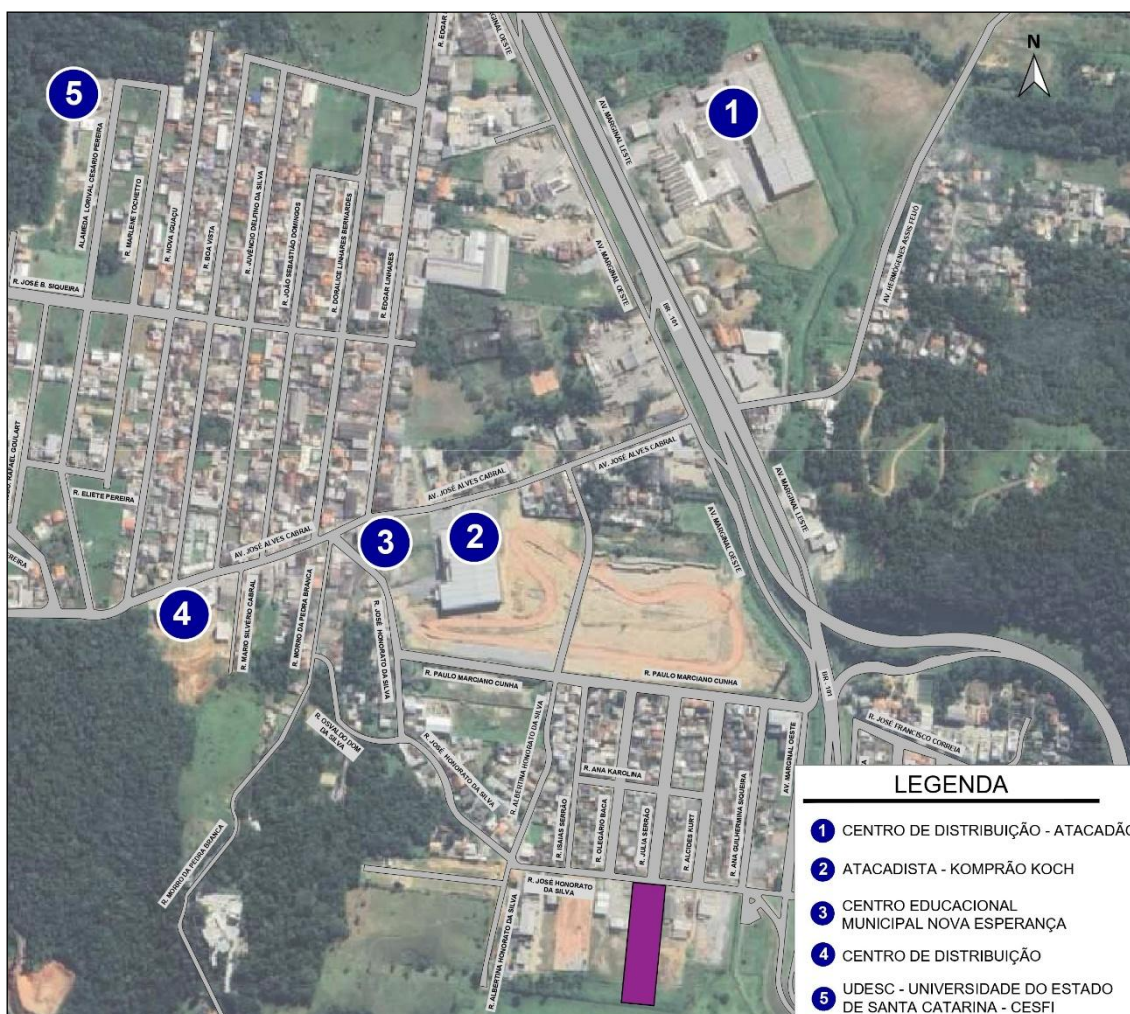 R. EDGAR
AV. MARGINAL OESTE
N
5
1
AV. MARGINAL LESTE
ALAMEDA LORIVAL CESÁRIO PEREIRA
R. MARLENE TOCHETTO
R. NOVA IGUAÇU
R. BOA VISTA
R. JUVÊNCIO DELFINO DA SILVA
R. JOÃO SEBASTIÃO DOMINGOS
R. DORALICE LINHARES BERNARDES
R. EDGAR LINHARES
AV. MARGINAL OESTE
AV. HERMÓGENES ASSIS FEIJÓ
R. JOSÉ B. SIQUEIRA
BR - 101
RAFAEL GOULART
R. ELIETE PEREIRA
AV. JOSÉ ALVES CABRAL
AV. JOSÉ ALVES CABRAL
AV. MARGINAL LESTE
AV. MARGINAL OESTE
AV. JOSÉ ALVES CABRAL
3
2
4
R. MARIO SILVÉRIO CABRAL
R. MORRO DA PEDRA BRANCA
R. JOSÉ HONORATO DA SILVA
R. PAULO MARCIANO CUNHA
R. PAULO MARCIANO CUNHA
BR - 101
R. OSVALDO DOM
DA SILVA
R. JOSÉ HONORATO DA SILVA
R. ALBERTINA HONORATO DA SILVA
R. JOSÉ FRANCISCO CORREIA
R. ANA KAROLINA
R. ISAIAS SERRÃO
R. OLEGÁRIO BACA
R. JÚLIA SERRÃO
R. ALCIDES KURT
R. ANA GUILHERMINA SIQUEIRA
AV. MARGINAL OESTE
R. MORRO DA PEDRA BRANCA
R. JOSÉ HONORATO
DA SILVA
R. ALBERTINA HONORATO DA SILVA
LEGENDA
1 CENTRO DE DISTRIBUIÇÃO - ATACADÃO
2 ATACADISTA - KOMPRÃO KOCH
3 CENTRO EDUCACIONAL
MUNICIPAL NOVA ESPERANÇA
4 CENTRO DE DISTRIBUIÇÃO
5 UDESC - UNIVERSIDADE DO ESTADO
DE SANTA CATARINA - CESFI